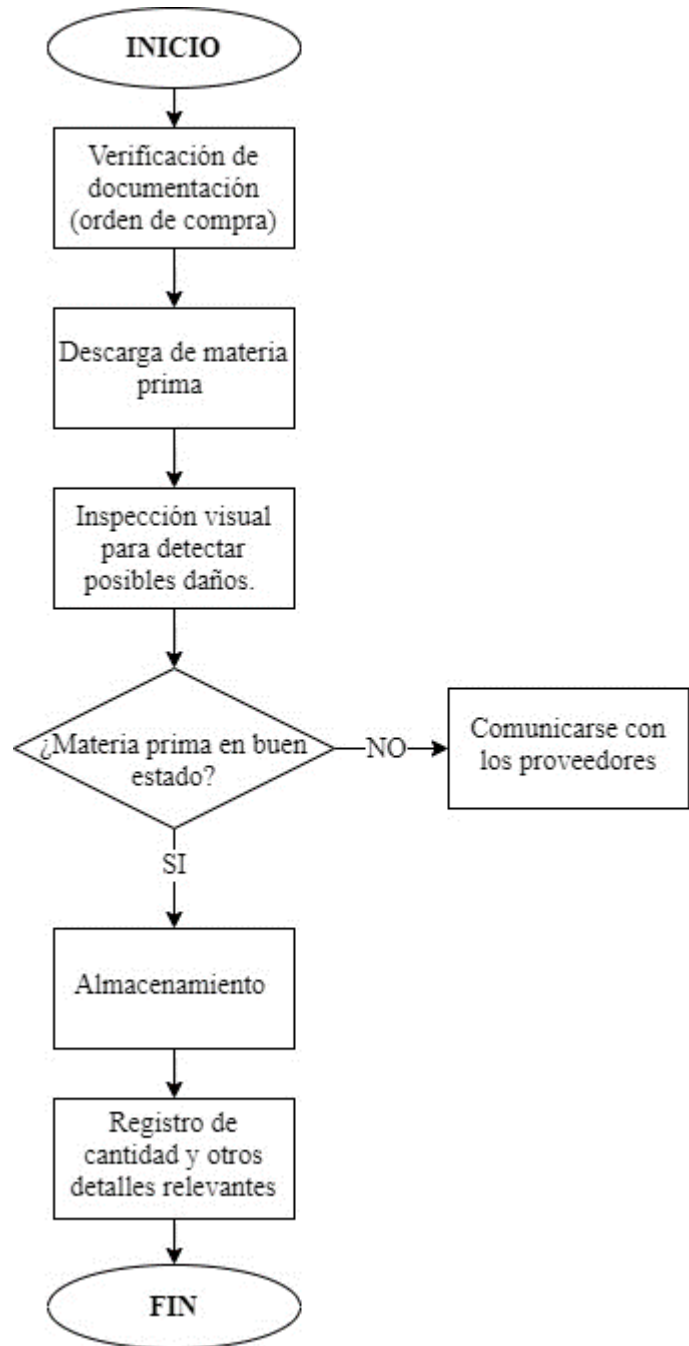 INICIO
Verifícación de
documentación
(orden de compra)
Descarga de materia
prima
Inspección visual
para detectar
posibles daños.
¿Materia prima en buen
estado?
NO
Comunicarse con
los proveedores
SI
Almacenamiento
Registro de
cantidad y otros
detalles relevantes
FIN